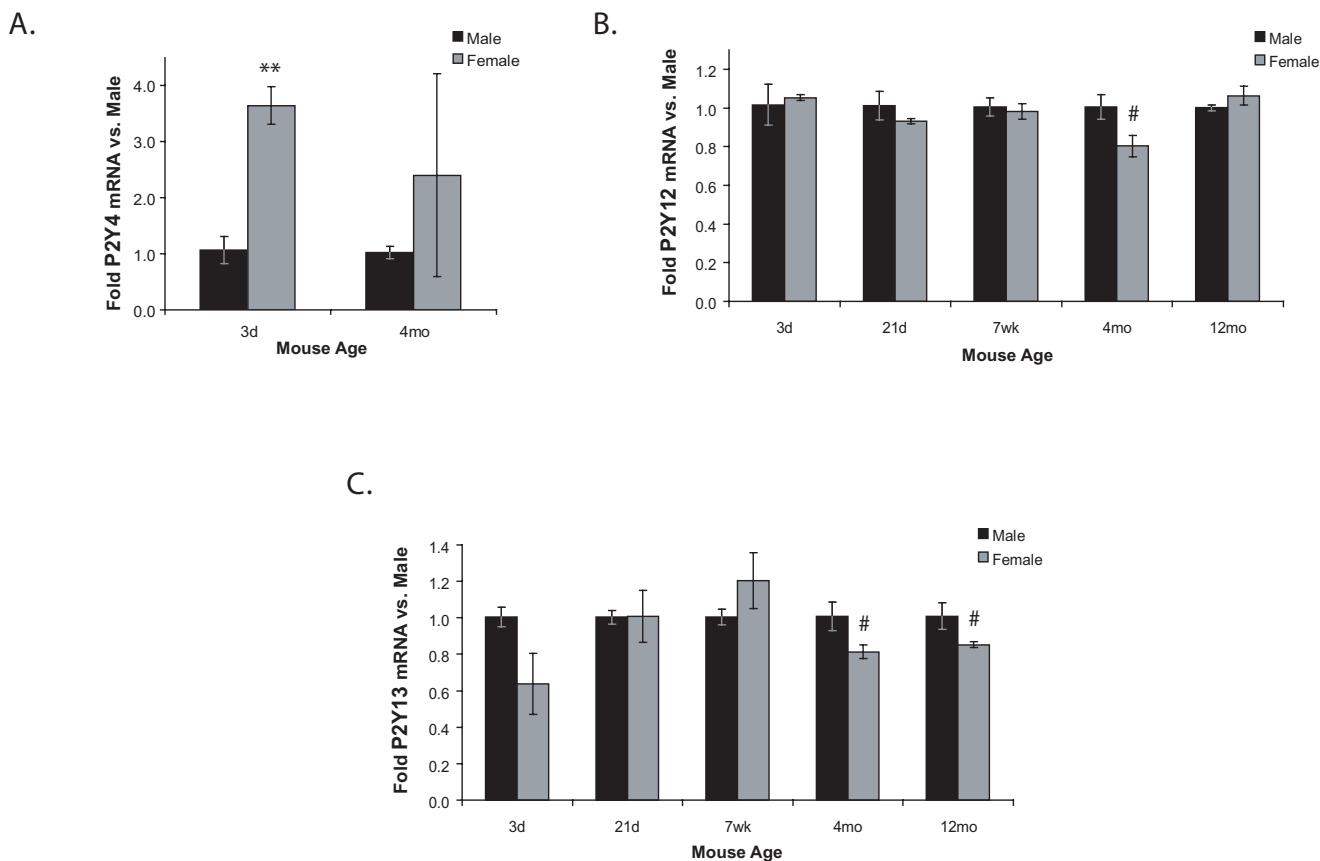 A.
Male
Female
Fold P2Y4 mRNA vs. Male
4.0
3.0
2.0
1.0
0.0
**
3d
4mo
Mouse Age
B.
Male
Female
Fold P2Y12 mRNA vs. Male
1.2
1.0
0.8
0.6
0.4
0.2
0.0
#
3d
21d
7wk
4mo
12mo
Mouse Age
C.
Male
Female
Fold P2Y13 mRNA vs. Male
1.4
1.2
1.0
0.8
0.6
0.4
0.2
0.0
#
#
3d
21d
7wk
4mo
12mo
Mouse Age